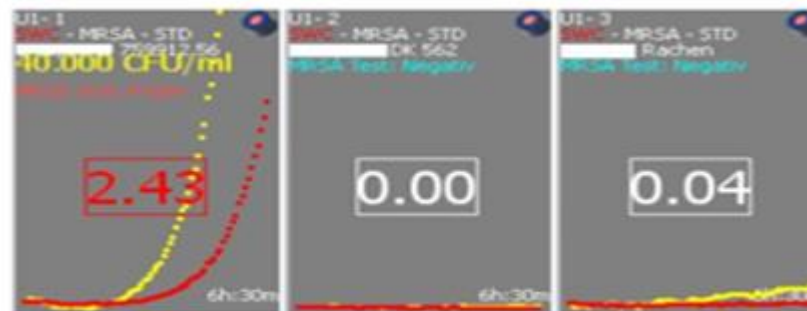 U1- 1
SWC - MRSA - STD
759917.56
40.000 CFU/ml
2.43
6h:30m
U1- 2
SWC - MRSA - STD
DK 562
MRSA Test: Negativ
0.00
6h:30m
U1- 3
SWC - MRSA - STD
Rachen
MRSA Test: Negativ
0.04
6h:30m